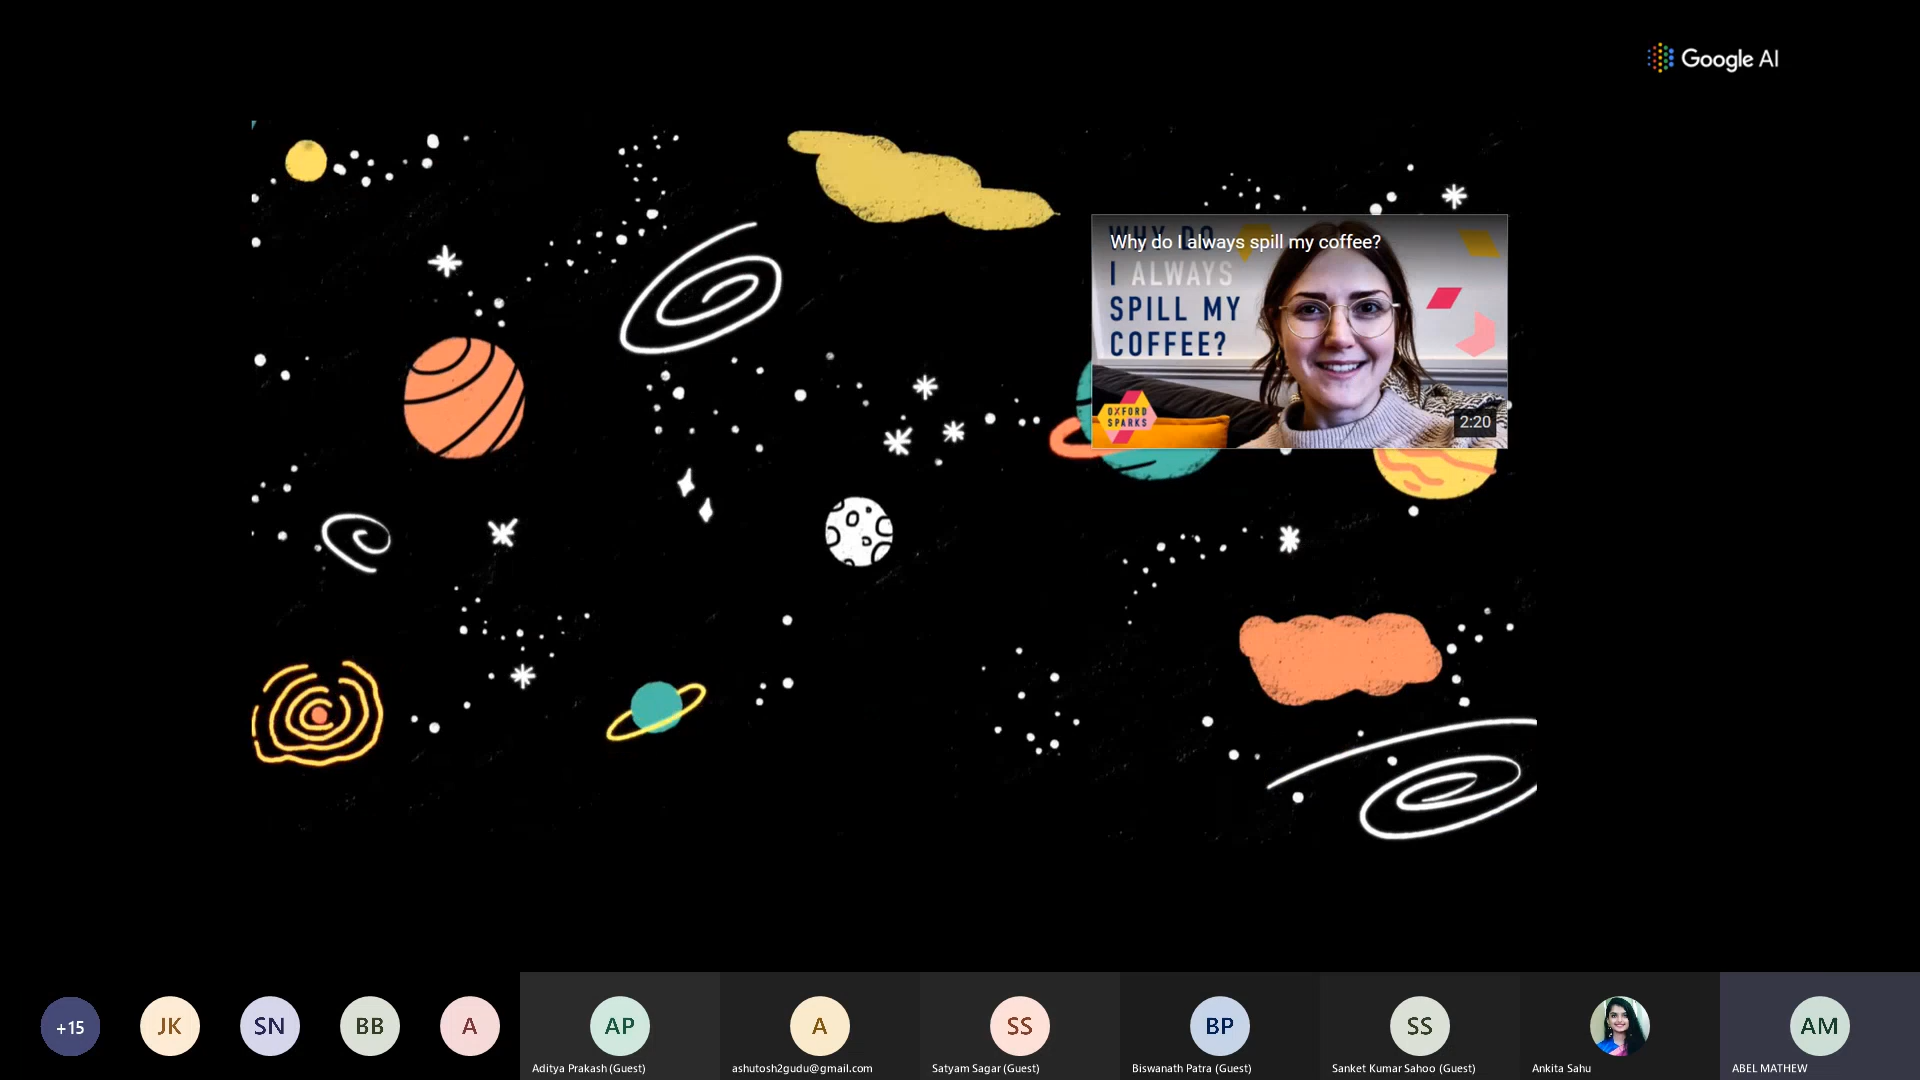 Google AI
Why do I always spill my coffee?
WHY DO
I ALWAYS
SPILL MY
COFFEE?
OXFORD
SPARKS
2:20
+15
JK
SN
BB
A
AP
A
SS
BP
SS
AM
Aditya Prakash (Guest)
ashutosh2gudu@gmail.com
Satyam Sagar (Guest)
Biswanath Patra (Guest)
Sanket Kumar Sahoo (Guest)
Ankita Sahu
ABEL MATHEW